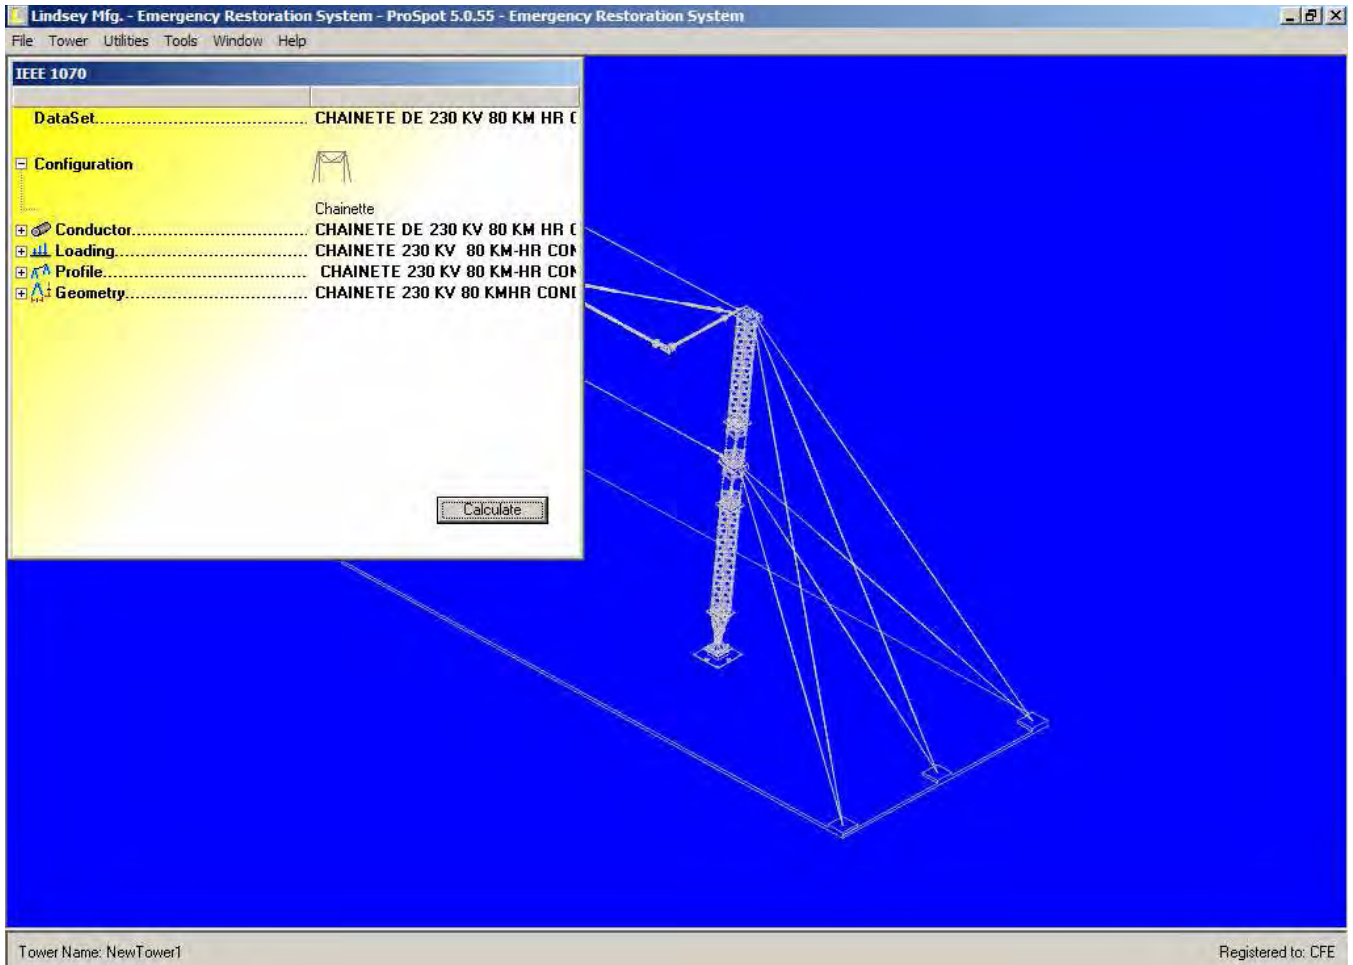 Lindsey Mfg. - Emergency Restoration System - ProSpot 5.0.55 - Emergency Restoration System
File Tower Utilities Tools Window Help
IEEE 1070
DataSet.......................................... CHAINETE DE 230 KV 80 KM HR C
Configuration
Chainette
Conductor................................... CHAINETE DE 230 KV 80 KM HR C
Loading...................................... CHAINETE 230 KV 80 KM-HR CON
Profile......................................... CHAINETE 230 KV 80 KM-HR CON
Geometry.................................... CHAINETE 230 KV 80 KMHR COND
Calculate
Tower Name: NewTower1 Registered to: CFE